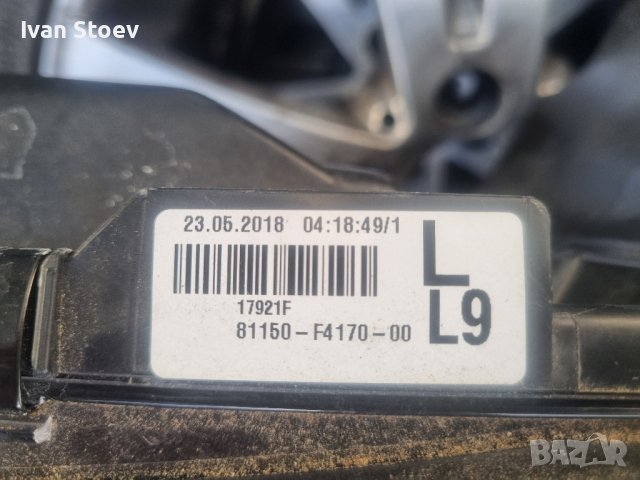 Ivan Stoev
23.05.2018 04:18:49/1
L
17921F
81150-F4170-00
L9
BAZAR